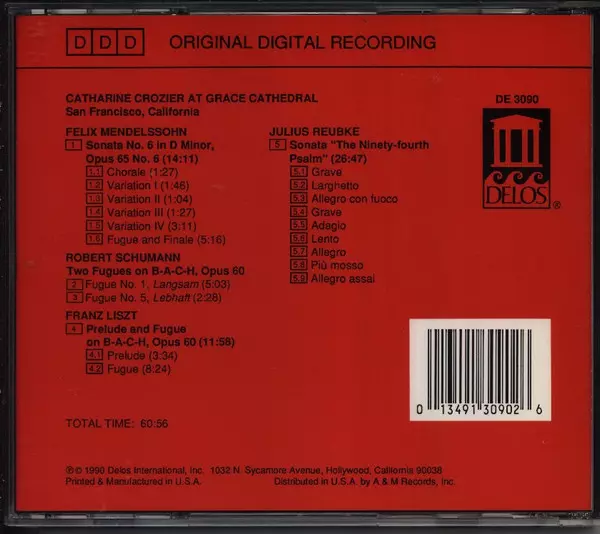 D D D ORIGINAL DIGITAL RECORDING
CATHARINE CROZIER AT GRACE CATHEDRAL
San Francisco, California
DE 3090
DELOS ®
FELIX MENDELSSOHN
1 Sonata No. 6 in D Minor,
Opus 65 No. 6 (14:11)
1.1 Chorale (1:27)
1.2 Variation I (1:46)
1.3 Variation II (1:04)
1.4 Variation III (1:27)
1.5 Variation IV (3:11)
1.6 Fugue and Finale (5:16)
ROBERT SCHUMANN
Two Fugues on B-A-C-H, Opus 60
2 Fugue No. 1, Langsam (5:03)
3 Fugue No. 5, Lebhaft (2:28)
FRANZ LISZT
4 Prelude and Fugue
on B-A-C-H, Opus 60 (11:58)
4.1 Prelude (3:34)
4.2 Fugue (8:24)
JULIUS REUBKE
5 Sonata "The Ninety-fourth
Psalm" (26:47)
5.1 Grave
5.2 Larghetto
5.3 Allegro con fuoco
5.4 Grave
5.5 Adagio
5.6 Lento
5.7 Allegro
5.8 Più mosso
5.9 Allegro assai
TOTAL TIME: 60:56
0 13491 30902 6
℗ © 1990 Delos International, Inc. 1032 N. Sycamore Avenue, Hollywood, California 90038
Printed & Manufactured in U.S.A. Distributed in U.S.A. by A & M Records, Inc.